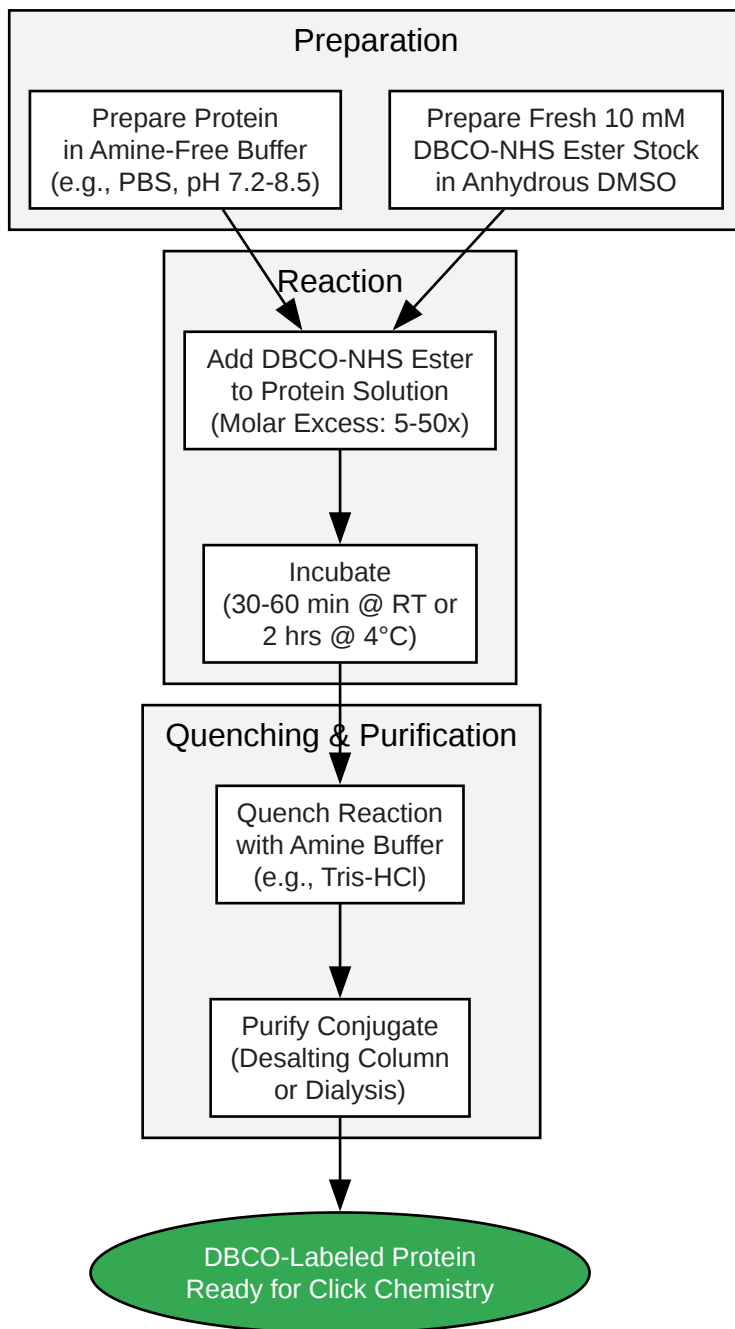 Preparation
Prepare Protein
in Amine-Free Buffer
(e.g., PBS, pH 7.2-8.5)
Prepare Fresh 10 mM
DBCO-NHS Ester Stock
in Anhydrous DMSO
Reaction
Add DBCO-NHS Ester
to Protein Solution
(Molar Excess: 5-50x)
Incubate
(30-60 min @ RT or
2 hrs @ 4°C)
Quenching & Purification
Quench Reaction
with Amine Buffer
(e.g., Tris-HCl)
Purify Conjugate
(Desalting Column
or Dialysis)
DBCO-Labeled Protein
Ready for Click Chemistry